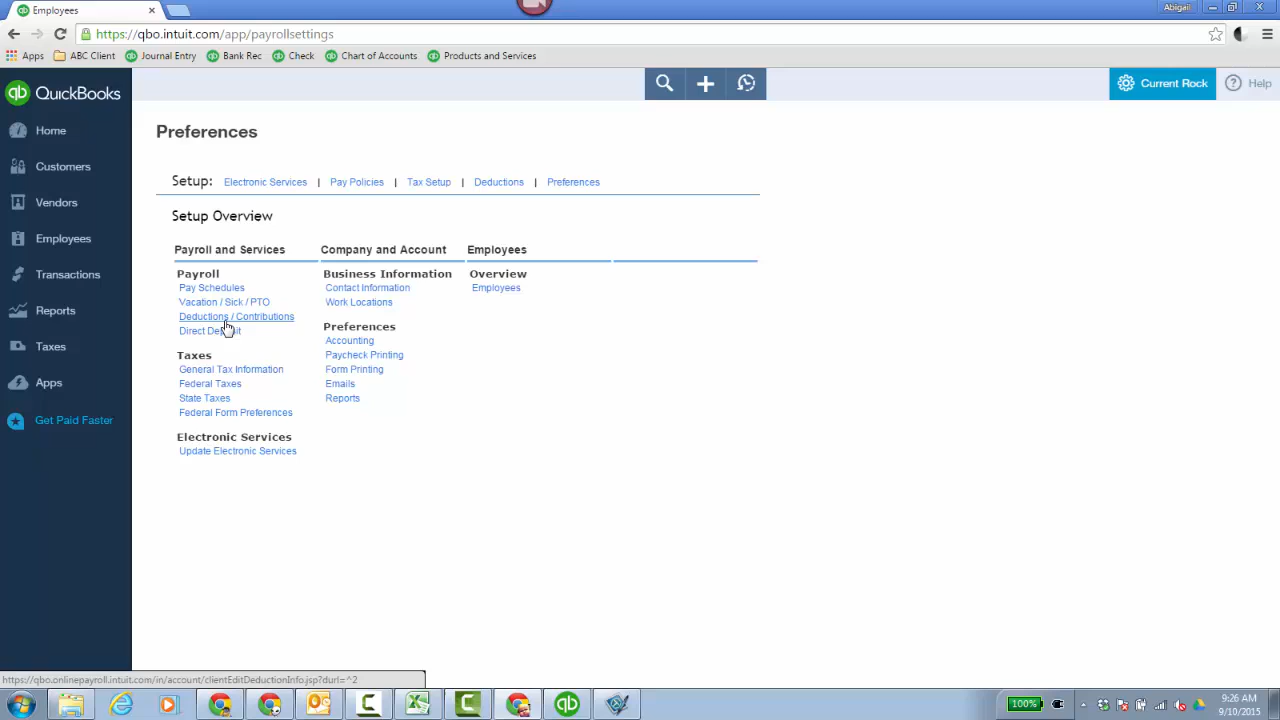 Employees
Abigail
https://qbo.intuit.com/app/payrollsettings
Apps ABC Client Journal Entry Bank Rec Check Chart of Accounts Products and Services
qb QuickBooks
Current Rock
? Help
Home
Customers
Vendors
Employees
Transactions
Reports
Taxes
Apps
Get Paid Faster
Preferences
Setup: Electronic Services | Pay Policies | Tax Setup | Deductions | Preferences
Setup Overview
Payroll and Services
Payroll
Pay Schedules
Vacation / Sick / PTO
Deductions / Contributions
Direct Deposit
Taxes
General Tax Information
Federal Taxes
State Taxes
Federal Form Preferences
Electronic Services
Update Electronic Services
Company and Account
Business Information
Contact Information
Work Locations
Preferences
Accounting
Paycheck Printing
Form Printing
Emails
Reports
Employees
Overview
Employees
https://qbo.onlinepayroll.intuit.com/in/account/clientEditDeductionInfo.jsp?durl=^2
100%
9:26 AM
9/10/2015